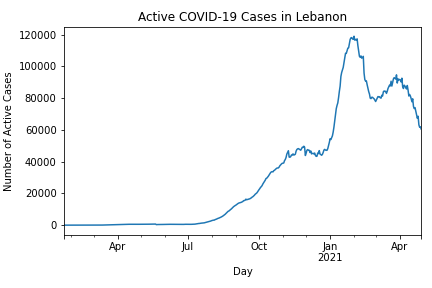 Active COVID-19 Cases in Lebanon
120000
100000
80000
60000
40000
20000
0
Number of Active Cases
Apr Jul Oct Jan Apr
2021
Day